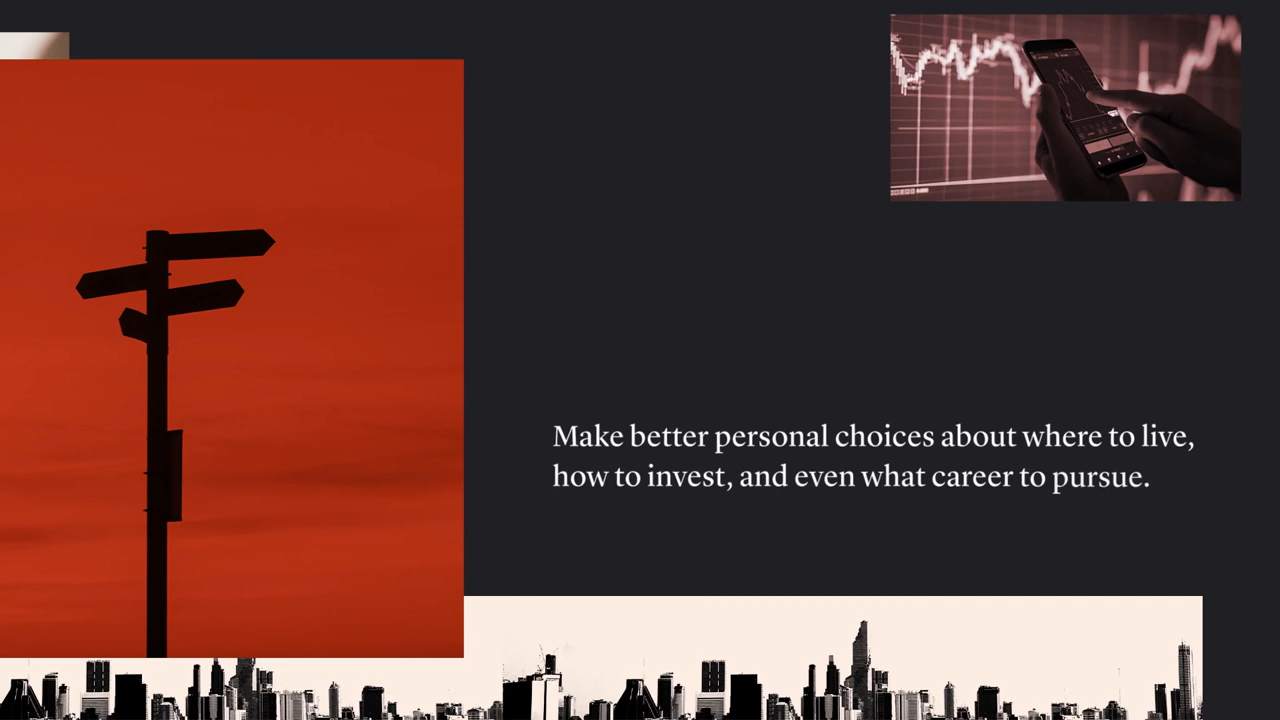 Make better personal choices about where to live,
how to invest, and even what career to pursue.